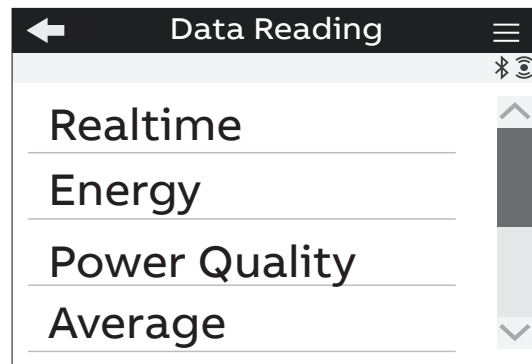 Data Reading
Realtime
Energy
Power Quality
Average